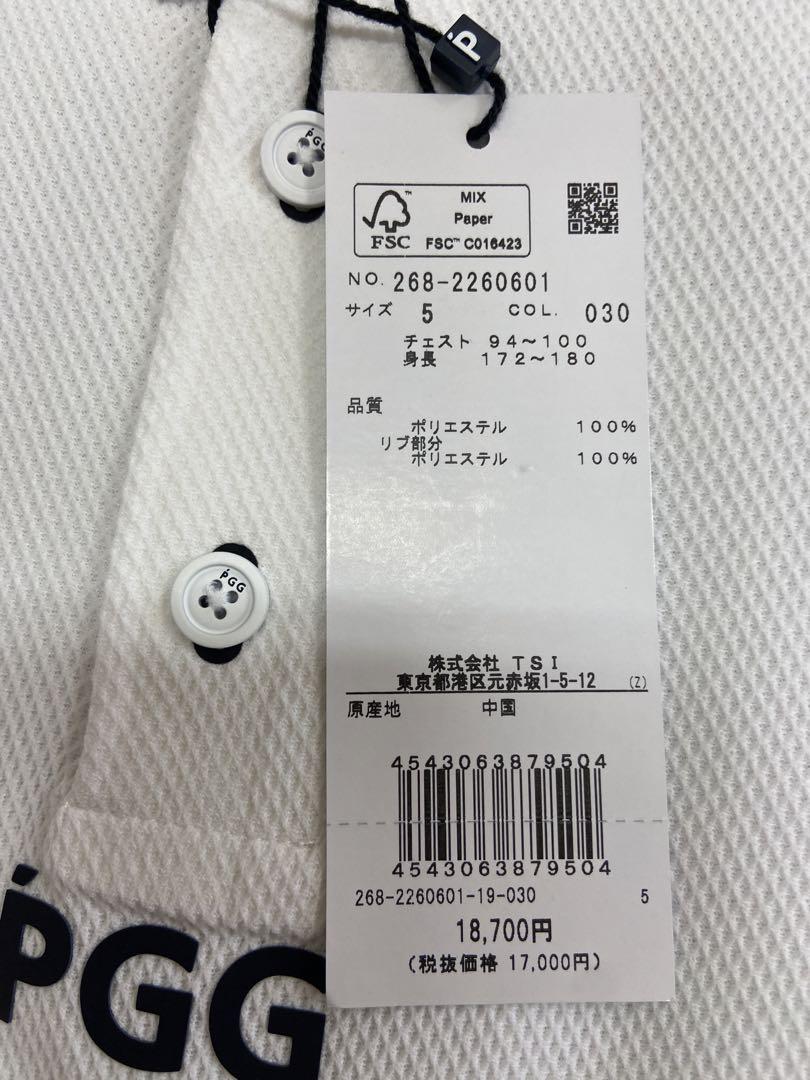 P
PGG
MIX
Paper
FSC™ C016423
FSC
NO. 268-2260601
サイズ 5 COL. 030
チェスト 94～100
身長 172～180
品質
ポリエステル 100%
リブ部分
ポリエステル 100%
PGG
株式会社 TSI
東京都港区元赤坂1-5-12 (Z)
原産地 中国
4543063879504
4543063879504
268-2260601-19-030 5
18,700円
(税抜価格 17,000円)
PGG